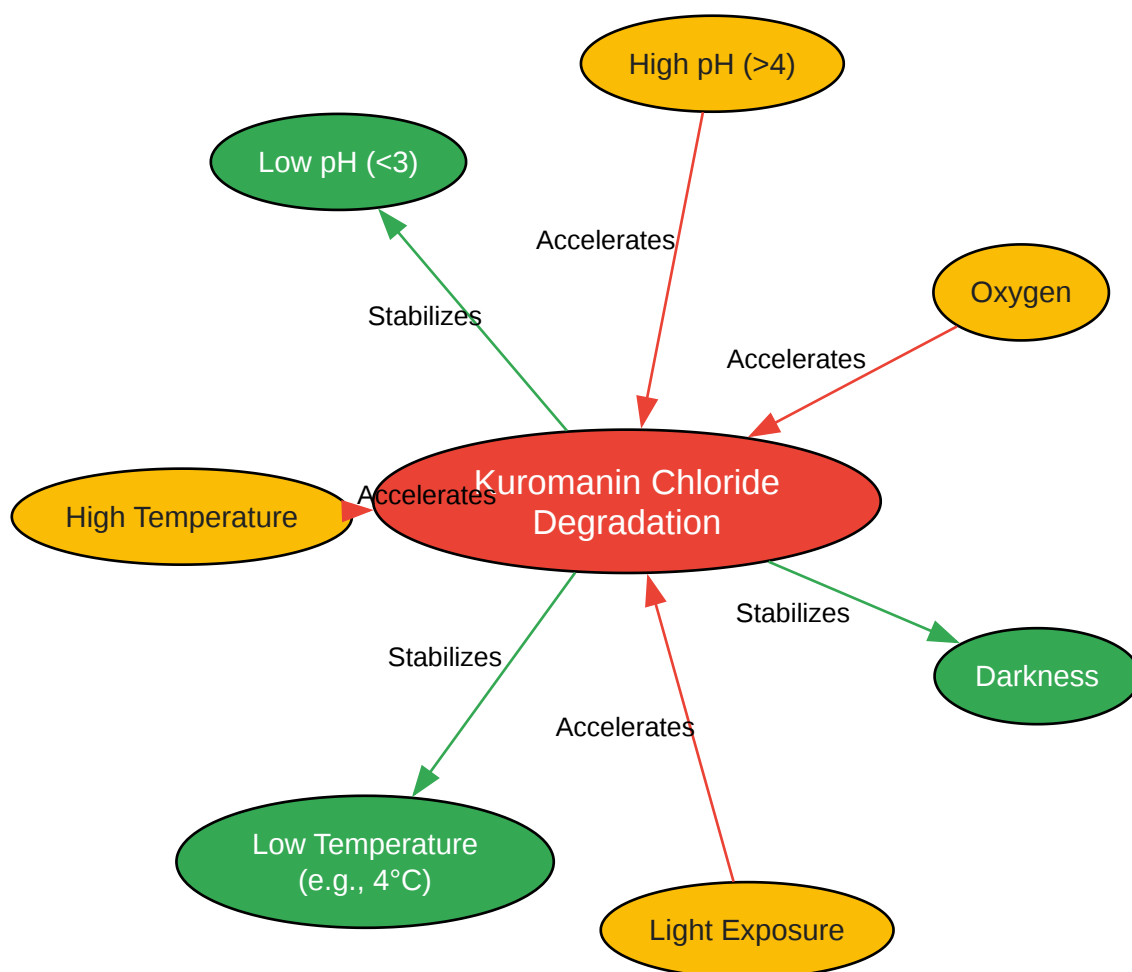 High pH (>4)
Low pH (<3)
Accelerates
Oxygen
Stabilizes
Accelerates
Kuromanin Chloride
Degradation
Accelerates
High Temperature
Stabilizes
Stabilizes
Darkness
Accelerates
Low Temperature
(e.g., 4°C)
Light Exposure